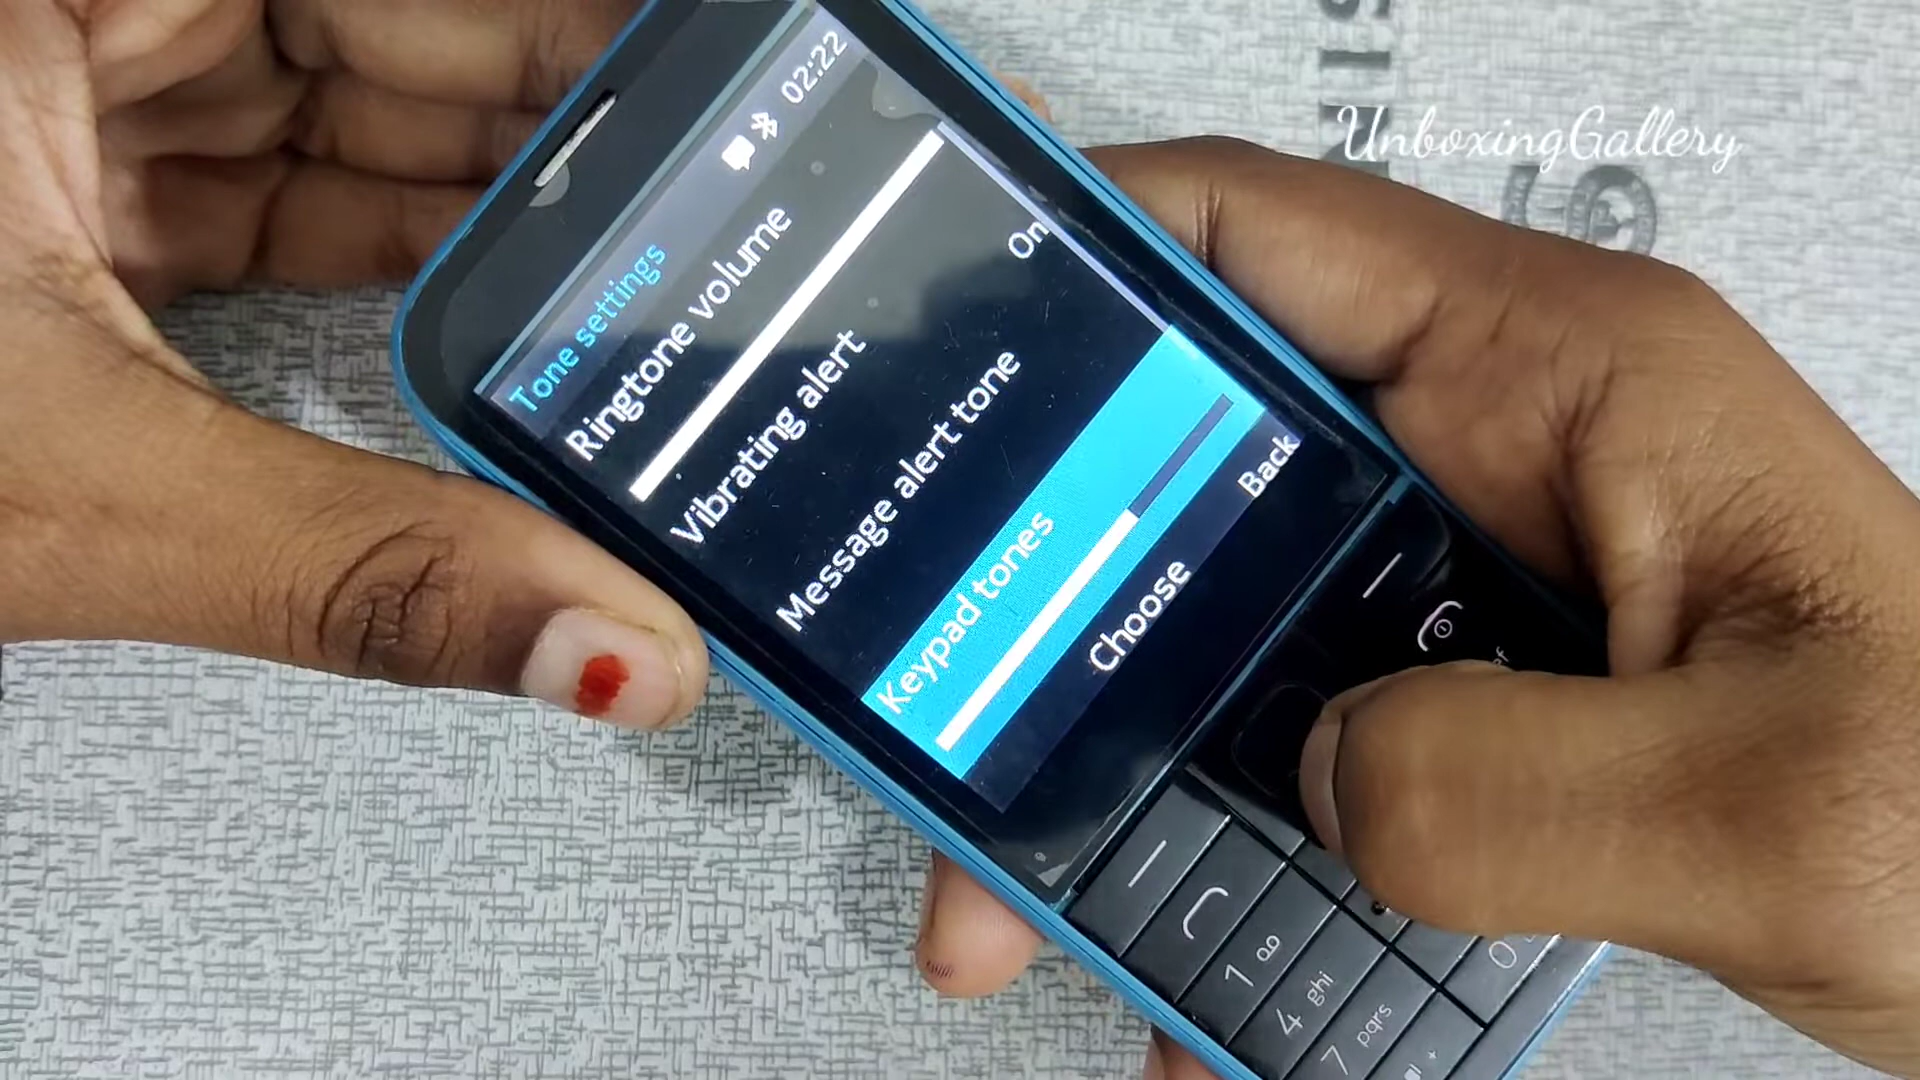 UnboxingGallery
02:22
Tone settings
Ringtone volume
Vibrating alert
On
Message alert tone
Keypad tones
Choose
Back
1
4 ghi
7 pqrs
0